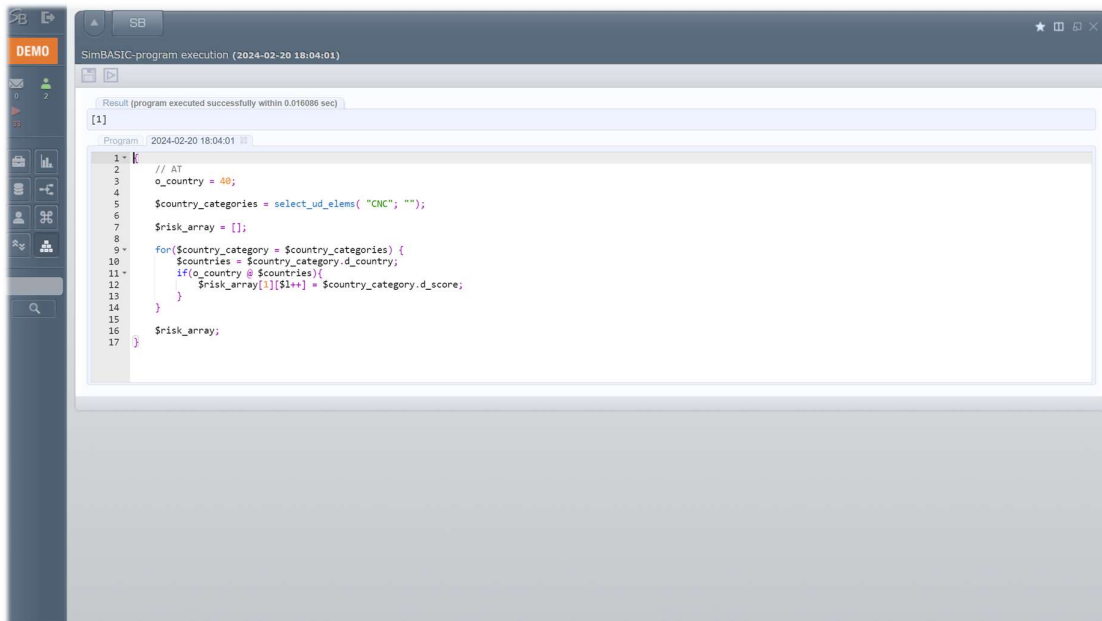 SB
SB
DEMO
SimBASIC-program execution (2024-02-20 18:04:01)
0 2
Result (program executed successfully within 0.016086 sec)
[1]
Program 2024-02-20 18:04:01
1 {
2 // AT
3 o_country = 40;
4
5 $country_categories = select_ud_elems( "CNC"; "");
6
7 $risk_array = [];
8
9 for($country_category = $country_categories) {
10 $countries = $country_category.d_country;
11 if(o_country @ $countries){
12 $risk_array[1][$l++] = $country_category.d_score;
13 }
14 }
15
16 $risk_array;
17 }